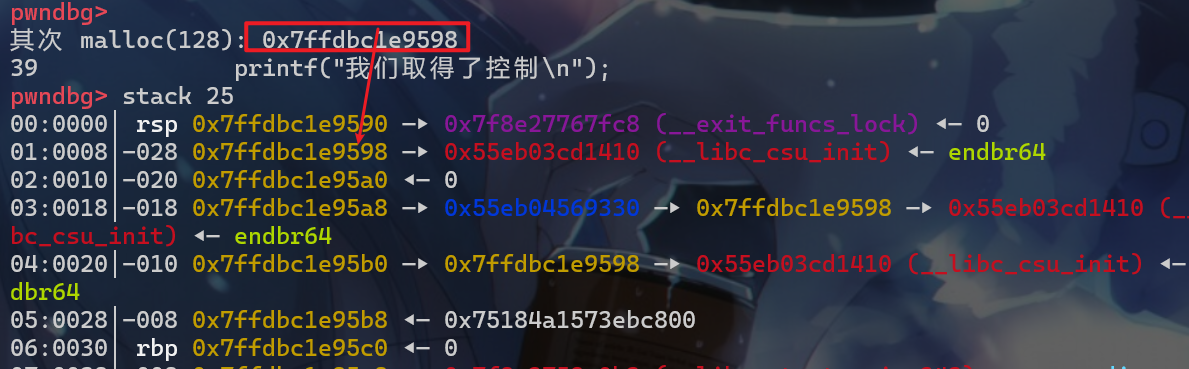 pwndbg>
其次 malloc(128): 0x7ffdbc1e9598
39 printf("我们取得了控制\n");
pwndbg> stack 25
00:0000│ rsp 0x7ffdbc1e9590 —▸ 0x7f8e27767fc8 (__exit_funcs_lock) ◂— 0
01:0008│-028 0x7ffdbc1e9598 —▸ 0x55eb03cd1410 (__libc_csu_init) ◂— endbr64
02:0010│-020 0x7ffdbc1e95a0 ◂— 0
03:0018│-018 0x7ffdbc1e95a8 —▸ 0x55eb04569330 —▸ 0x7ffdbc1e9598 —▸ 0x55eb03cd1410 (__
bc_csu_init) ◂— endbr64
04:0020│-010 0x7ffdbc1e95b0 —▸ 0x7ffdbc1e9598 —▸ 0x55eb03cd1410 (__libc_csu_init) ◂—
dbr64
05:0028│-008 0x7ffdbc1e95b8 ◂— 0x75184a1573ebc800
06:0030│ rbp 0x7ffdbc1e95c0 ◂— 0